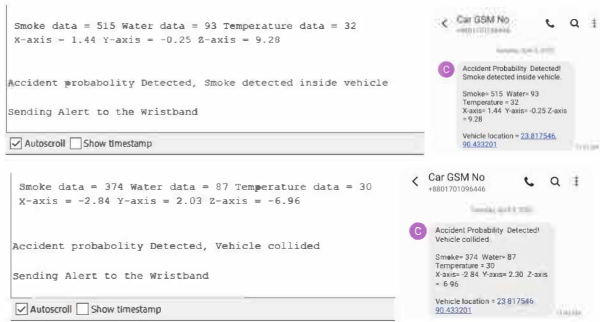 Smoke data = 515 Water data = 93 Temperature data = 32
X-axis = 1.44 Y-axis = -0.25 Z-axis = 9.28
Accident probabolity Detected, Smoke detected inside vehicle
Sending Alert to the Wristband
Autoscroll Show timestamp
Car GSM No
C
Accident Probability Detected!
Smoke detected inside vehicle.
Smoke= 515 Water= 93
Temperature = 32
X-axis= 1.44 Y-axis= -0.25 Z-axis
= 9.28
Vehicle location = 23.817546,
90.433201
Smoke data = 374 Water data = 87 Temperature data = 30
X-axis = -2.84 Y-axis = 2.03 Z-axis = -6.96
Accident probabolity Detected, Vehicle collided
Sending Alert to the Wristband
Autoscroll Show timestamp
Car GSM No
+8801701096446
C
Accident Probability Detected!
Vehicle collided.
Smoke= 374 Water= 87
Temperature = 30
X-axis= -2.84 Y-axis= 2.30 Z-axis
= -6.96
Vehicle location = 23.817546,
90.433201